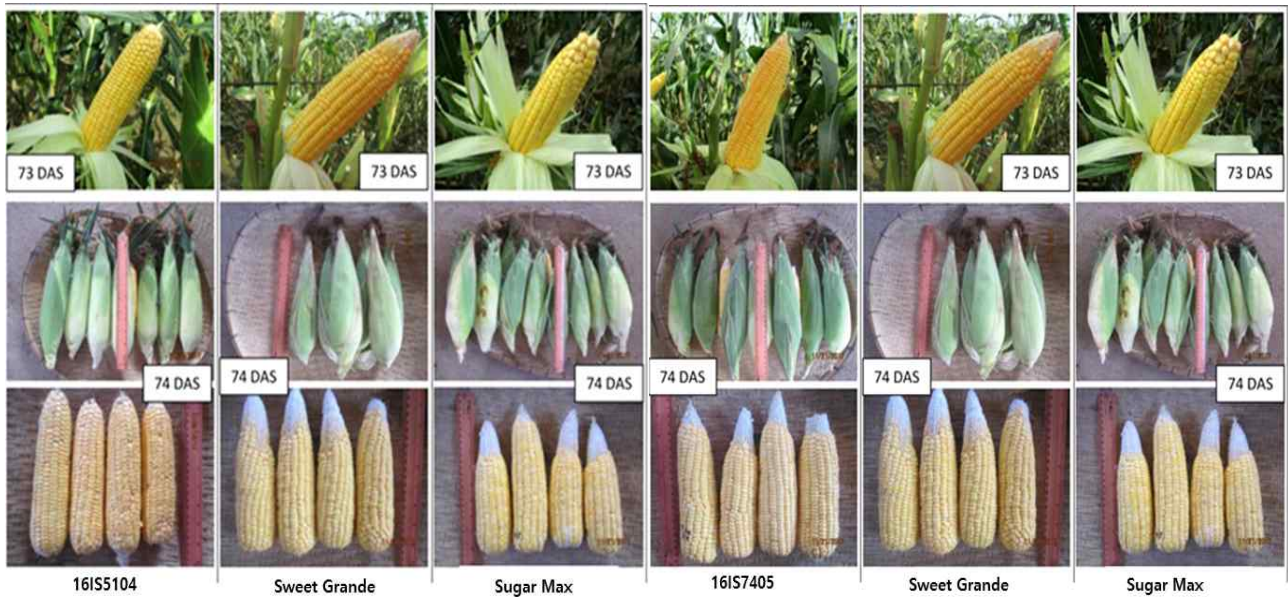 73 DAS
73 DAS
73 DAS
73 DAS
73 DAS
74 DAS
74 DAS
74 DAS
74 DAS
74 DAS
74 DAS
16IS5104
Sweet Grande
Sugar Max
16IS7405
Sweet Grande
Sugar Max